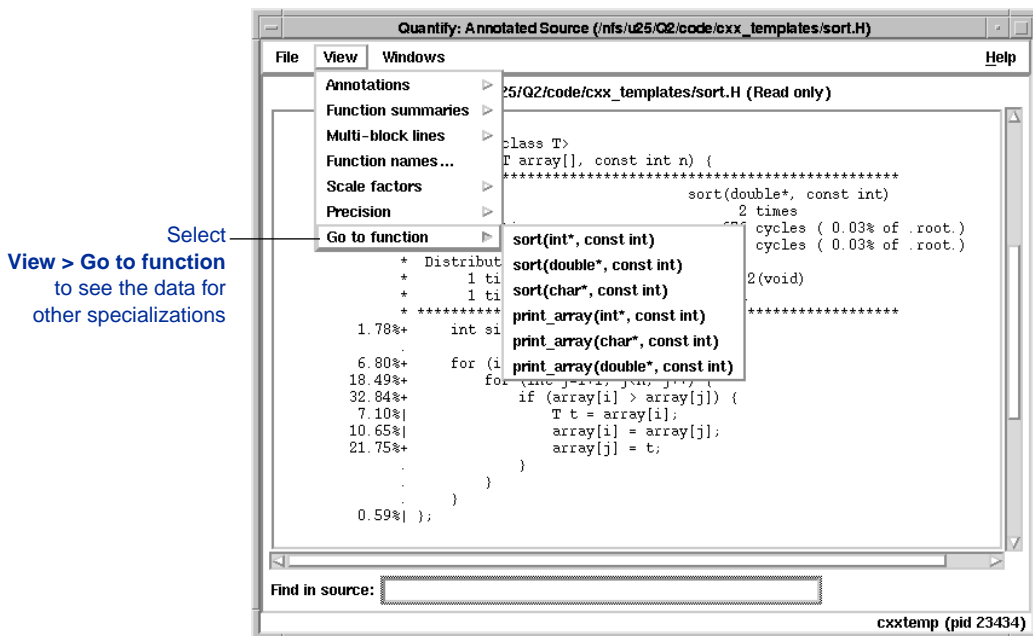 Quantify: Annotated Source (/nfs/u25/Q2/code/cxx_templates/sort.H)
File View Windows Help
Annotations
Function summaries
Multi-block lines
Function names...
Scale factors
Precision
Go to function
25/Q2/code/cxx_templates/sort.H (Read only)
class T>
T array[], const int n) {
************************************************
sort(double*, const int)
2 times
676 cycles ( 0.03% of .root.)
cycles ( 0.03% of .root.)
sort(int*, const int)
sort(double*, const int)
sort(char*, const int)
print_array(int*, const int)
print_array(char*, const int)
print_array(double*, const int)
Select
View > Go to function
to see the data for
other specializations
* Distribut
* 1 ti 2(void)
* 1 ti
* ********* *******************
1.78%+ int si
.
6.80%+ for (i
18.49%+ for (int j=i+1; j<n; j++) {
32.84%+ if (array[i] > array[j]) {
7.10%| T t = array[i];
10.65%| array[i] = array[j];
21.75%+ array[j] = t;
. }
. }
. }
0.59%| };
Find in source:
cxxtemp (pid 23434)